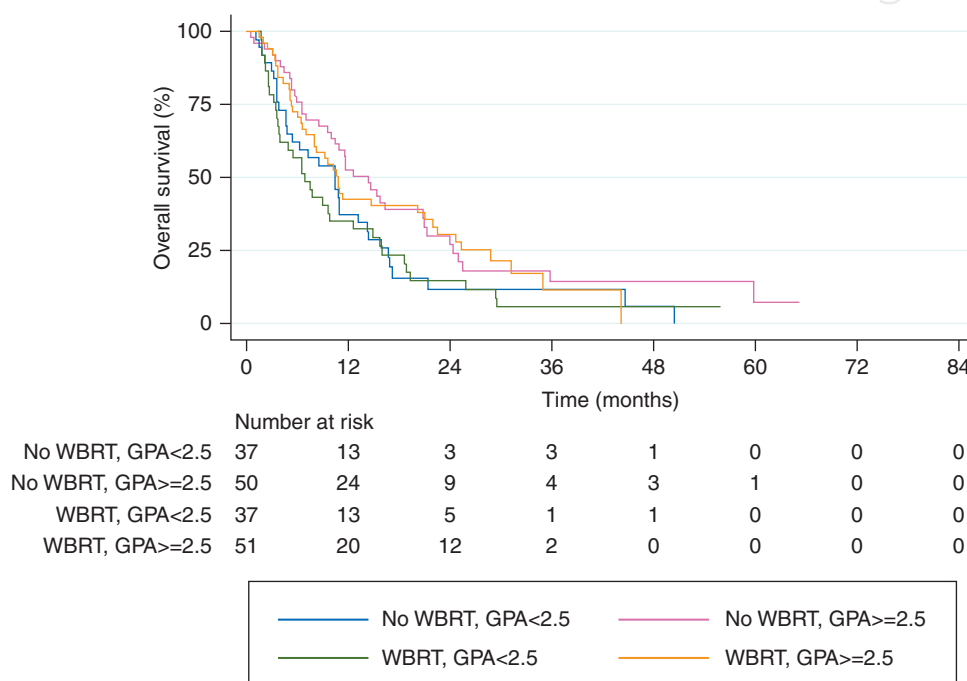 100
75
50
25
0
Overall survival (%)
0 12 24 36 48 60 72 84
Time (months)
Number at risk
No WBRT, GPA<2.5 37 13 3 3 1 0 0 0
No WBRT, GPA>=2.5 50 24 9 4 3 1 0 0
WBRT, GPA<2.5 37 13 5 1 1 0 0 0
WBRT, GPA>=2.5 51 20 12 2 0 0 0 0
No WBRT, GPA<2.5 No WBRT, GPA>=2.5
WBRT, GPA<2.5 WBRT, GPA>=2.5